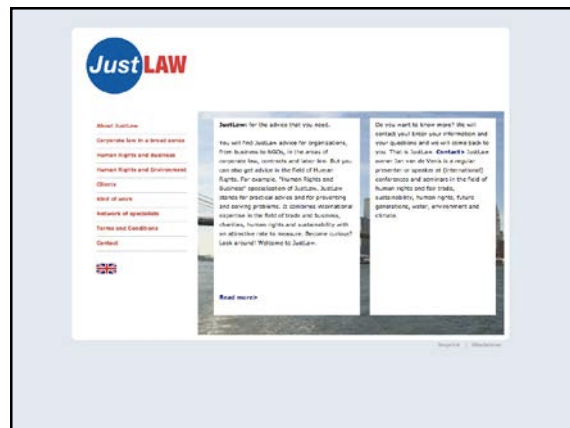 JustLAW
About JustLaw
Corporate law in a broad sense
Human Rights and Business
Human Rights and Environment
Clients
Kind of work
Network of specialists
Terms and Conditions
Contact
JustLaw: for the advice that you need.
You will find JustLaw advice for organizations,
from business to NGOs, in the areas of
corporate law, contracts and labor law. But you
can also get advice in the field of Human
Rights. For example, "Human Rights and
Business" specialization of JustLaw. JustLaw
stands for practical advice and for preventing
and solving problems. It combines international
expertise in the field of trade and business,
charities, human rights and sustainability with
an attractive rate to measure. Become curious?
Look around! Welcome to JustLaw.
Read more>
Do you want to know more? We will
contact you! Enter your information and
your questions and we will come back to
you. That is JustLaw. Contact> JustLaw
owner Jan van de Venis is a regular
presenter or speaker at (international)
conferences and seminars in the field of
human rights and fair trade,
sustainability, human rights, future
generations, water, environment and
climate.
Imprint | Disclaimer